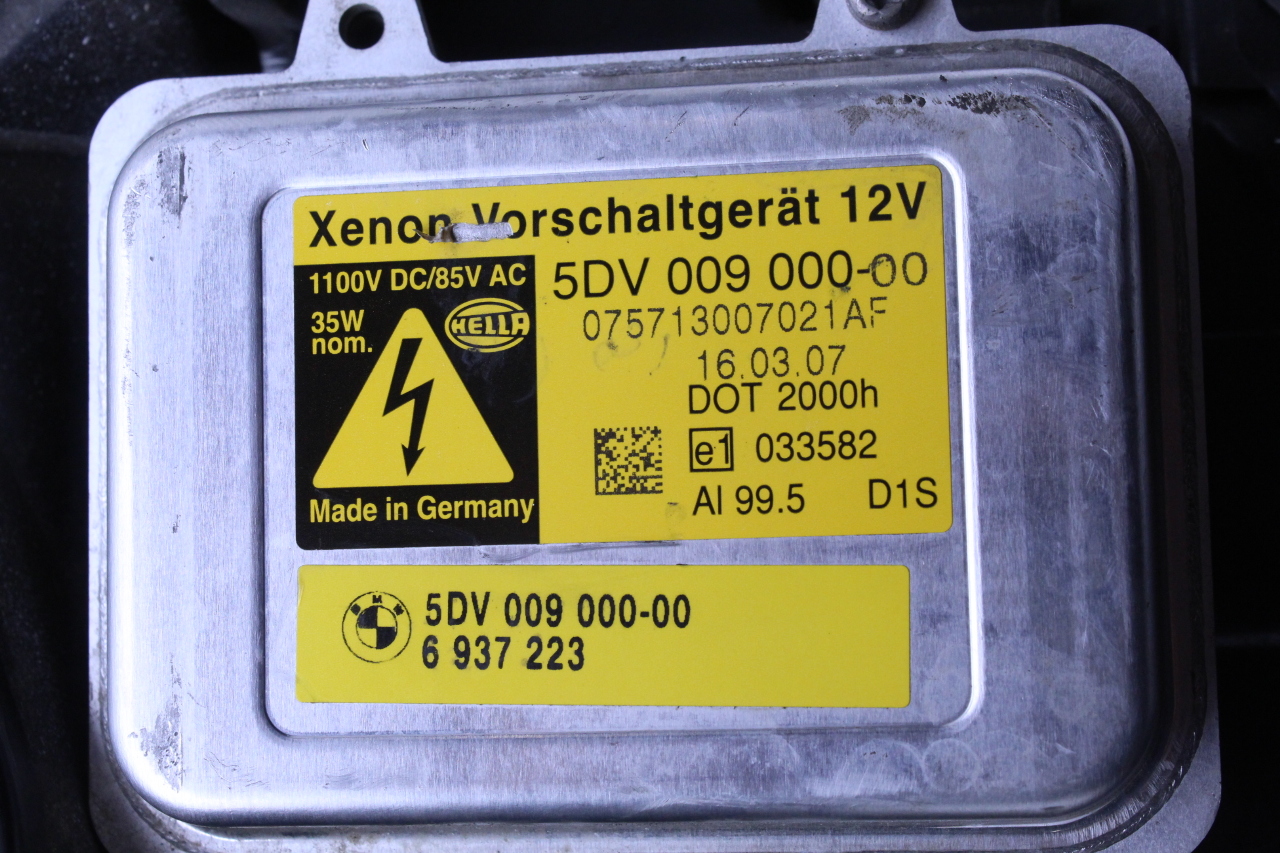 Xenon-Vorschaltgerät 12V
1100V DC/85V AC
35W
nom.
HELLA
Made in Germany
5DV 009 000-00
075713007021AF
16.03.07
DOT 2000h
e1 033582
Al 99.5 D1S
BMW
5DV 009 000-00
6 937 223